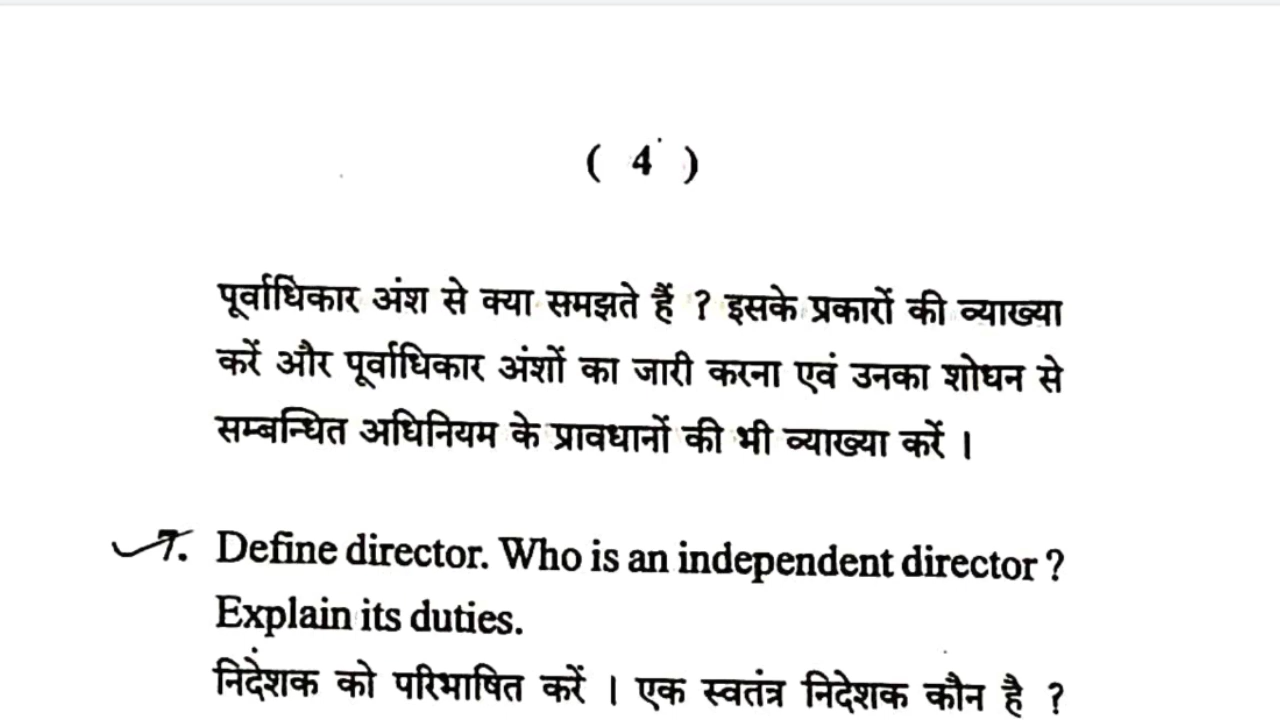 ( 4 )
पूर्वाधिकार अंश से क्या समझते हैं ? इसके प्रकारों की व्याख्या
करें और पूर्वाधिकार अंशों का जारी करना एवं उनका शोधन से
सम्बन्धित अधिनियम के प्रावधानों की भी व्याख्या करें ।
7. Define director. Who is an independent director ?
Explain its duties.
निदेशक को परिभाषित करें । एक स्वतंत्र निदेशक कौन है ?